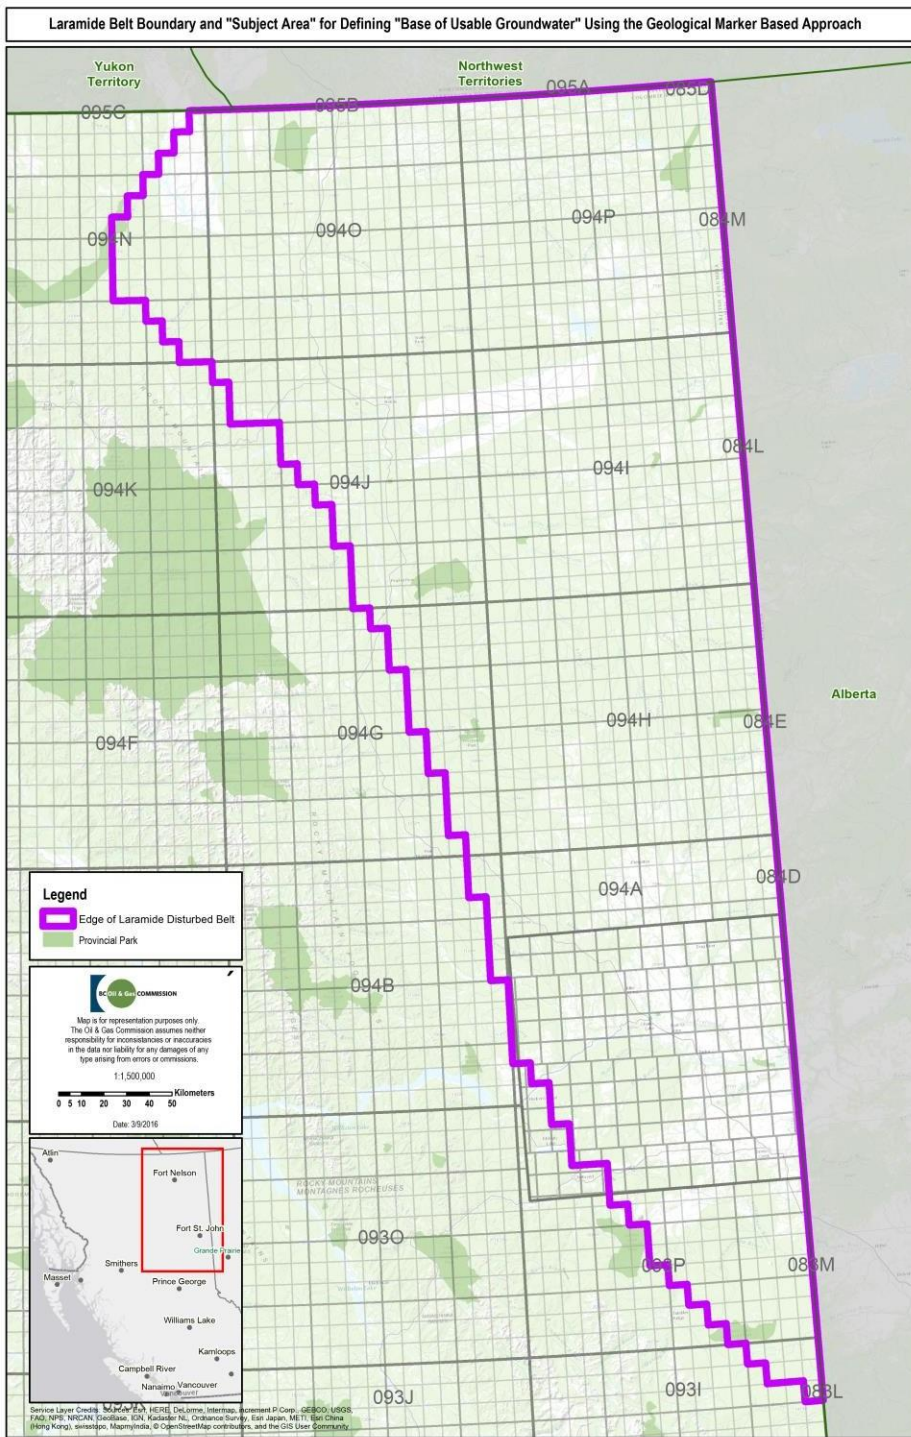 Laramide Belt Boundary and "Subject Area" for Defining "Base of Usable Groundwater" Using the Geological Marker Based Approach
Yukon
Territory
Northwest
Territories
095C
095B
095A
085D
094N
094O
094P
084M
094K
094J
094I
084L
094F
094G
094H
084E
Alberta
094A
084D
094B
ROCKY MOUNTAINS
MONTAGNES ROCHEUSES
093O
093P
083M
093K
093J
093I
083L
Legend
Edge of Laramide Disturbed Belt
Provincial Park
BC Oil & Gas COMMISSION
Map is for representation purposes only.
The Oil & Gas Commission assumes neither
responsibility for inconsistancies or inaccuracies
in the data nor liability for any damages of any
type arising from errors or ommissions.
1:1,500,000
Kilometers
0 5 10 20 30 40 50
Date: 3/9/2016
Atlin
Fort Nelson
Fort St. John
Grande Prairie
Smithers
Masset
Prince George
Williams Lake
Kamloops
Campbell River
Nanaimo
Vancouver
Vancouver
Service Layer Credits: Sources: Esri, HERE, DeLorme, Intermap, increment P Corp., GEBCO, USGS,
FAO, NPS, NRCAN, GeoBase, IGN, Kadaster NL, Ordnance Survey, Esri Japan, METI, Esri China
(Hong Kong), swisstopo, MapmyIndia, © OpenStreetMap contributors, and the GIS User Community